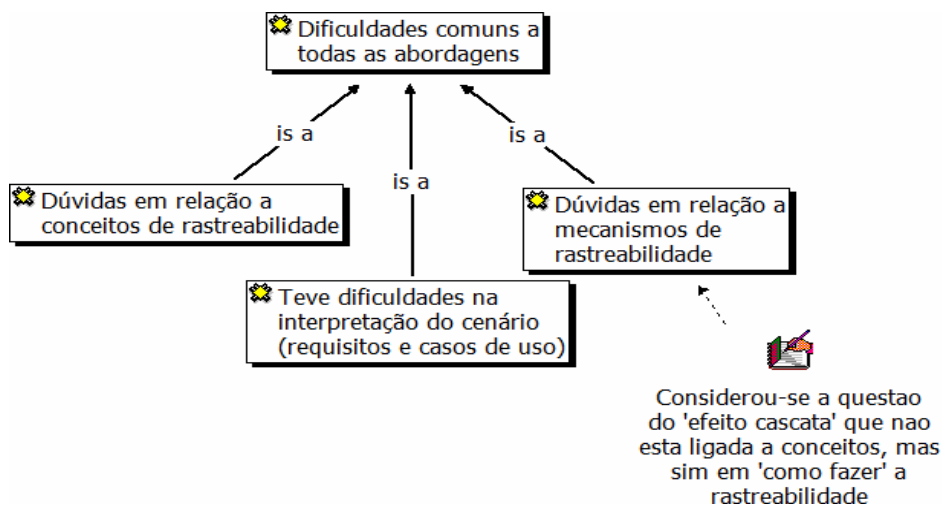 Dificuldades comuns a
todas as abordagens
is a
is a
is a
Dúvidas em relação a
conceitos de rastreabilidade
Dúvidas em relação a
mecanismos de
rastreabilidade
Teve dificuldades na
interpretação do cenário
(requisitos e casos de uso)
Considerou-se a questao
do 'efeito cascata' que nao
esta ligada a conceitos, mas
sim em 'como fazer' a
rastreabilidade